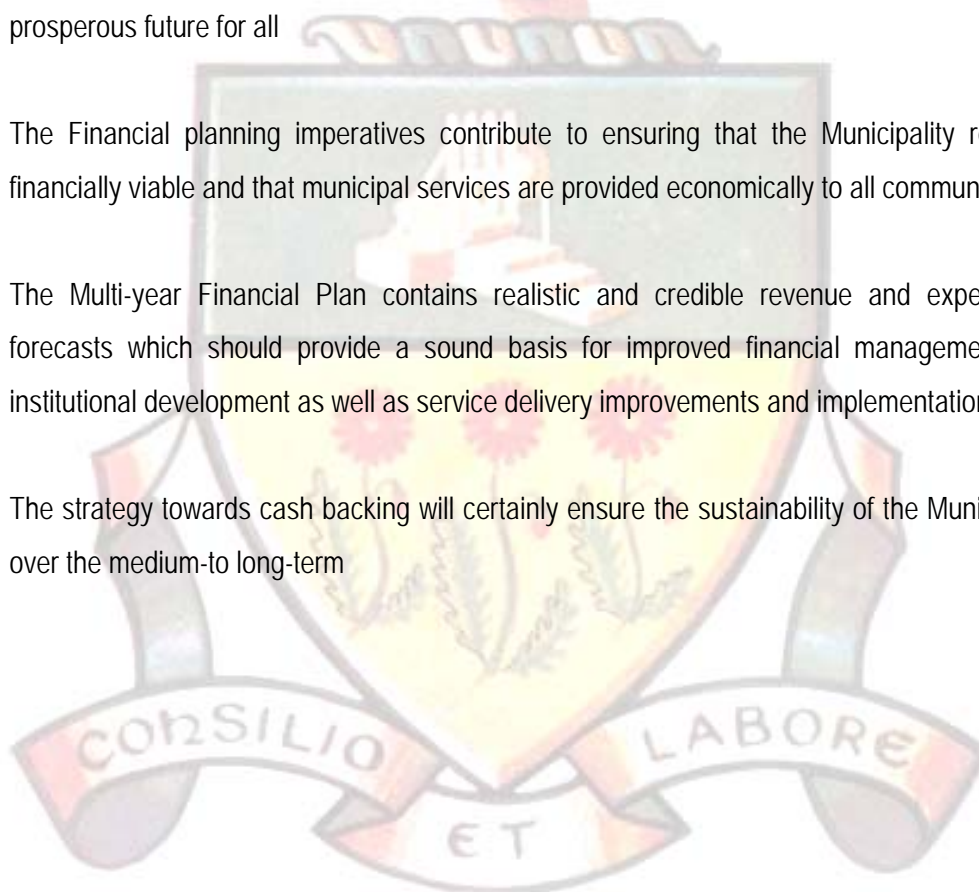 prosperous future for all
The Financial planning imperatives contribute to ensuring that the Municipality r
financially viable and that municipal services are provided economically to all commun
The Multi-year Financial Plan contains realistic and credible revenue and expe
forecasts which should provide a sound basis for improved financial manageme
institutional development as well as service delivery improvements and implementation
The strategy towards cash backing will certainly ensure the sustainability of the Muni
over the medium-to long-term
CONSILIO
LABORE
ET